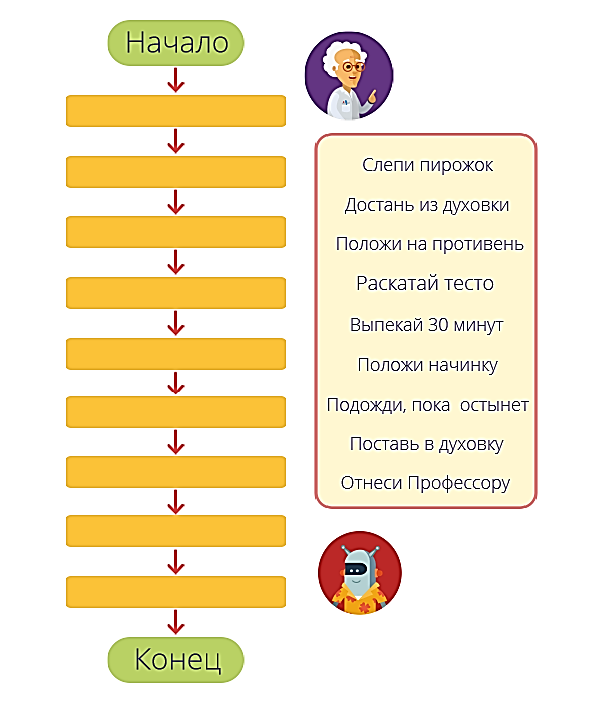 Начало
Слепи пирожок
Достань из духовки
Положи на противень
Раскатай тесто
Выпекай 30 минут
Положи начинку
Подожди, пока остынет
Поставь в духовку
Отнеси Профессору
Конец